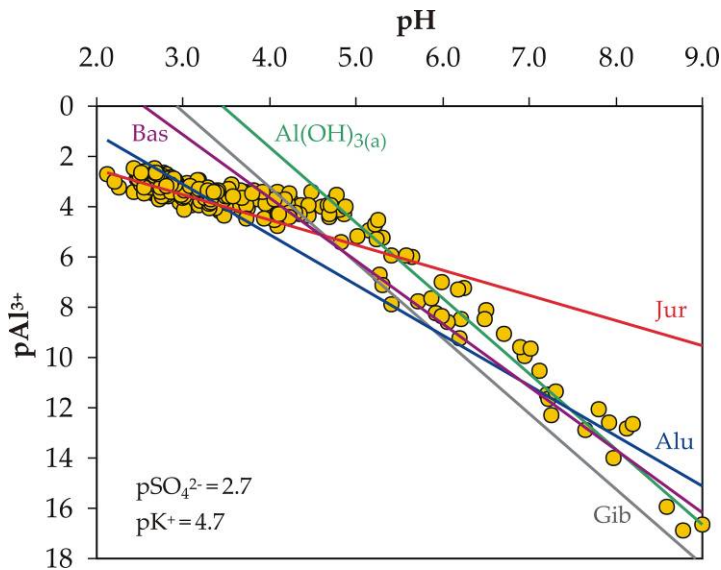 pH
2.0 3.0 4.0 5.0 6.0 7.0 8.0 9.0
0
Bas
Al(OH)₃₍ₐ₎
2
4
6
Jur
8
pAl³⁺
10
12
Alu
14
pSO₄²⁻ = 2.7
16
Gib
pK⁺ = 4.7
18